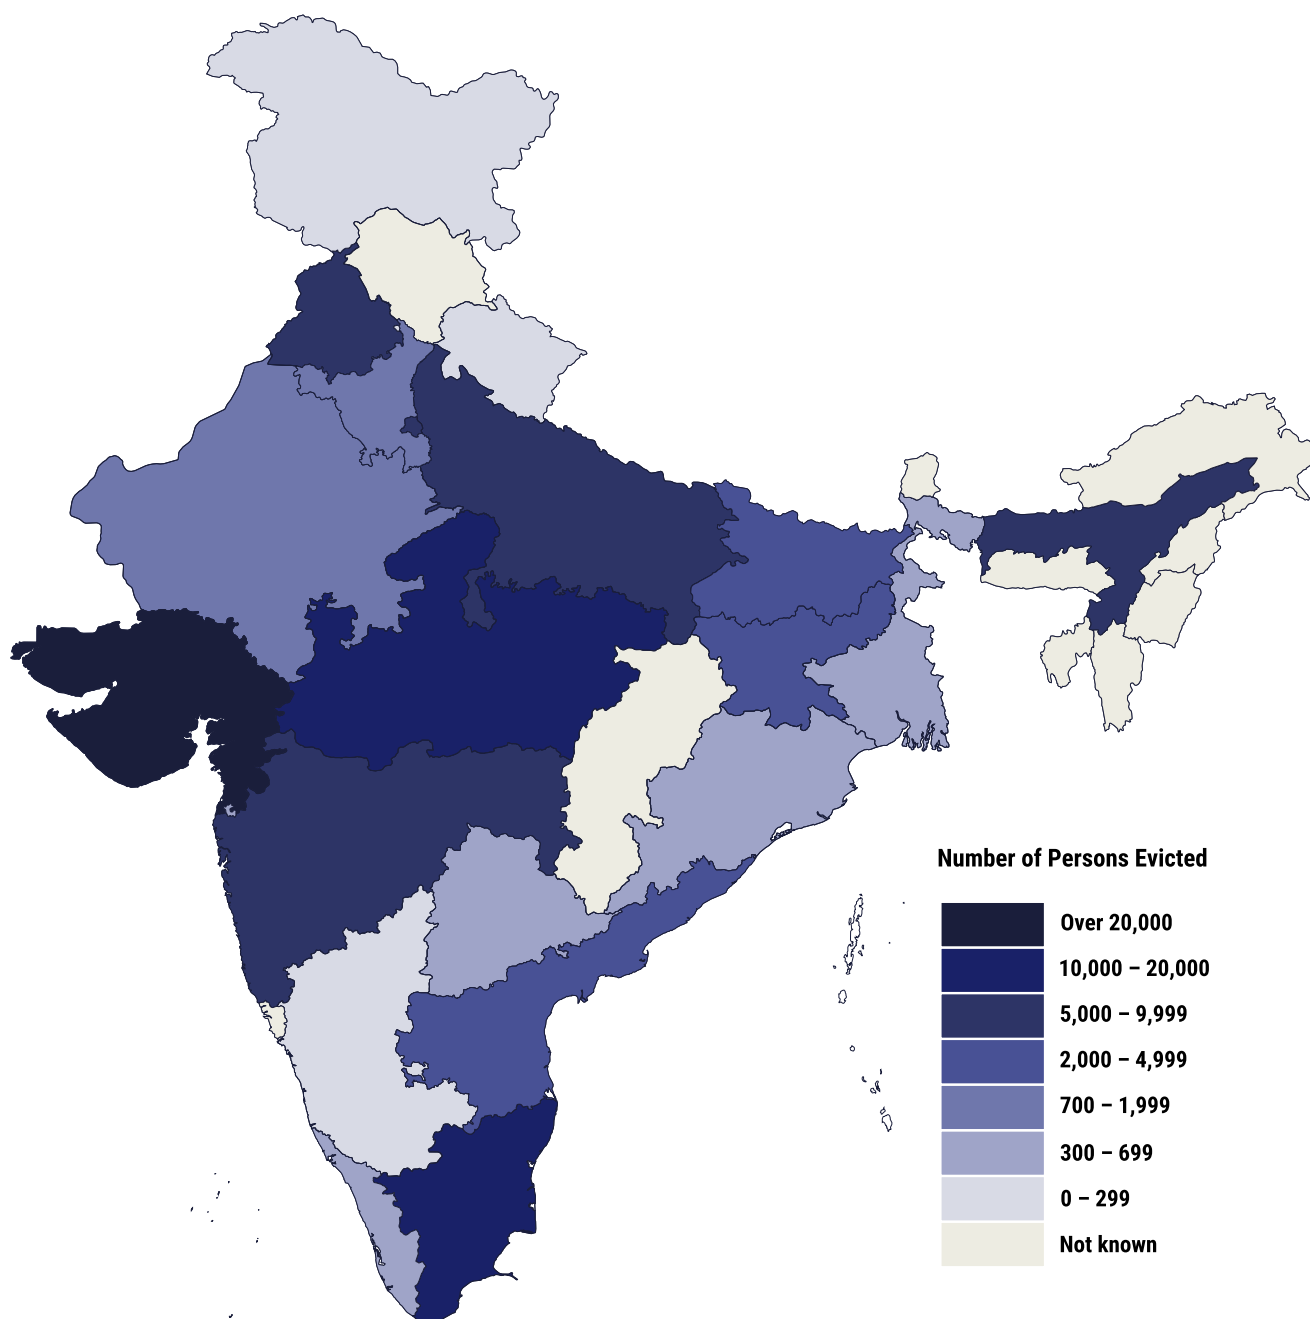 Number of Persons Evicted
Over 20,000
10,000 – 20,000
5,000 – 9,999
2,000 – 4,999
700 – 1,999
300 – 699
0 – 299
Not known